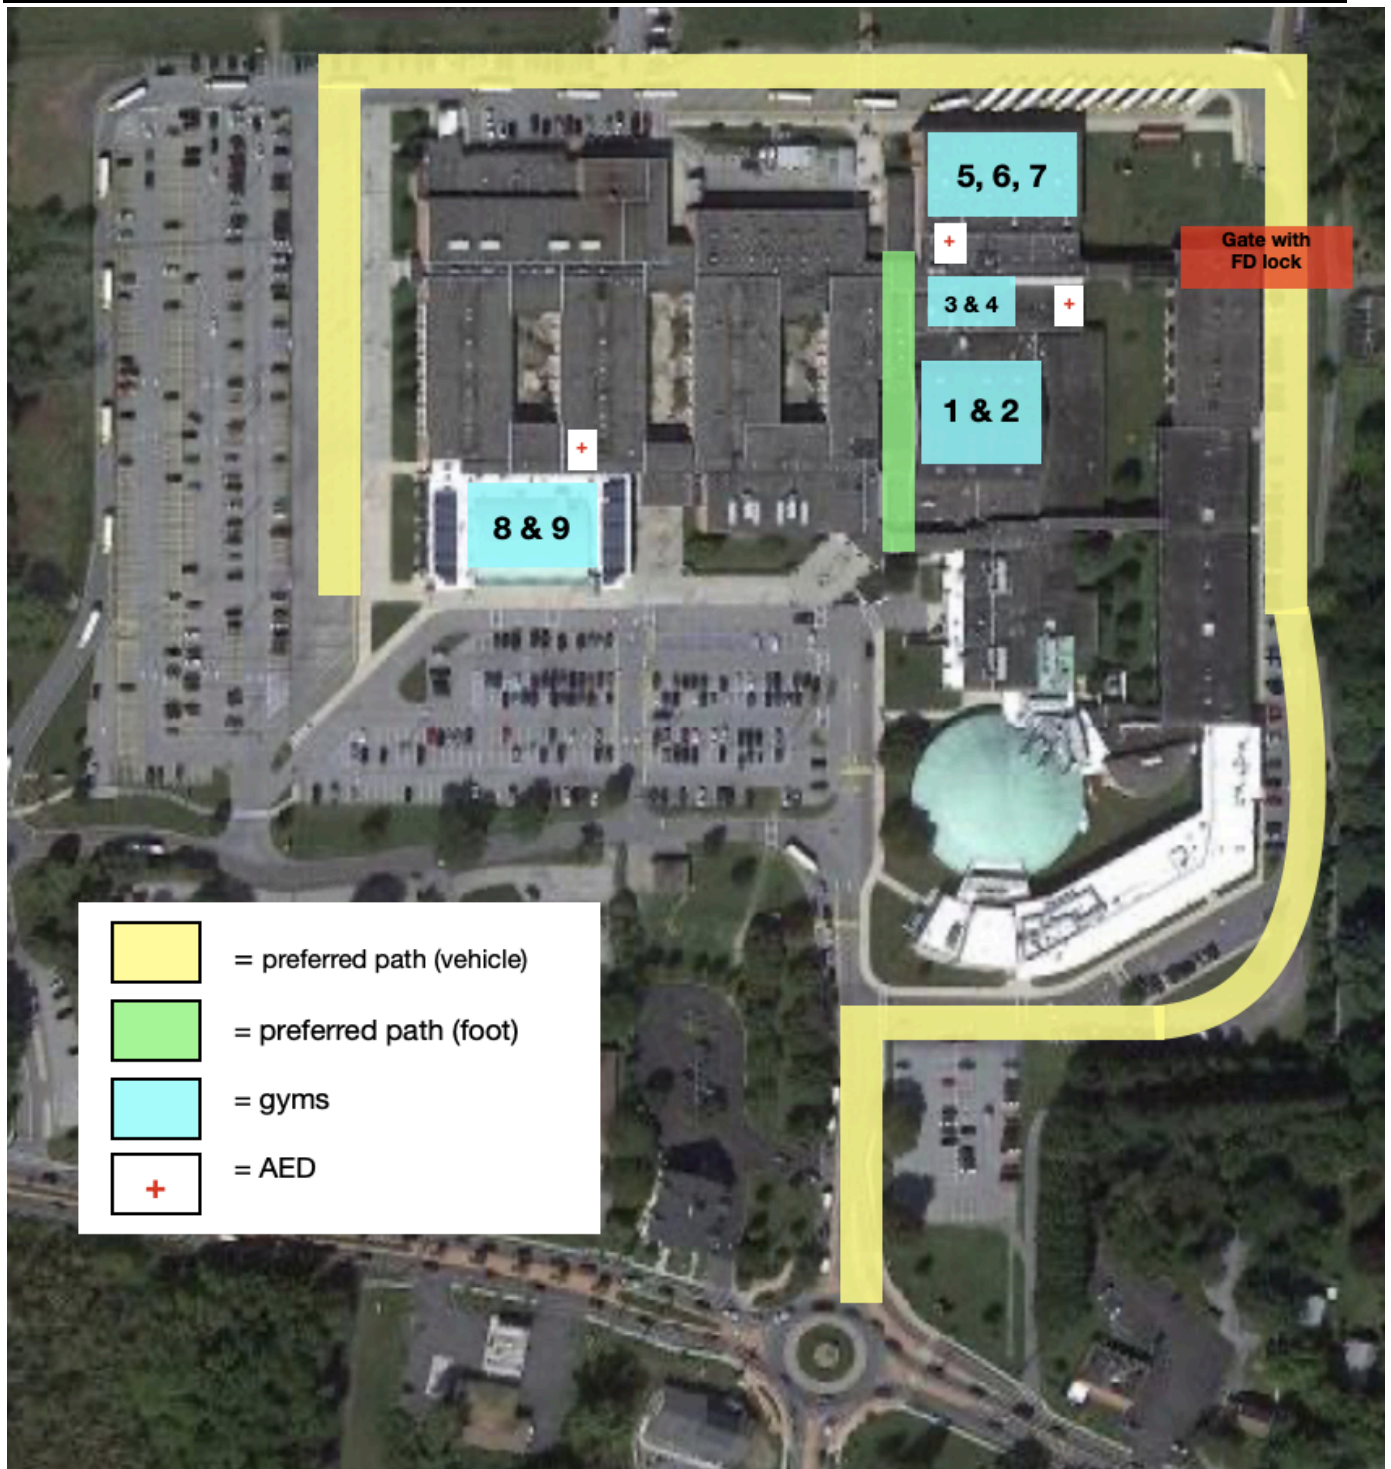 5, 6, 7
Gate with
FD lock
3 & 4
1 & 2
8 & 9
= preferred path (vehicle)
= preferred path (foot)
= gyms
= AED